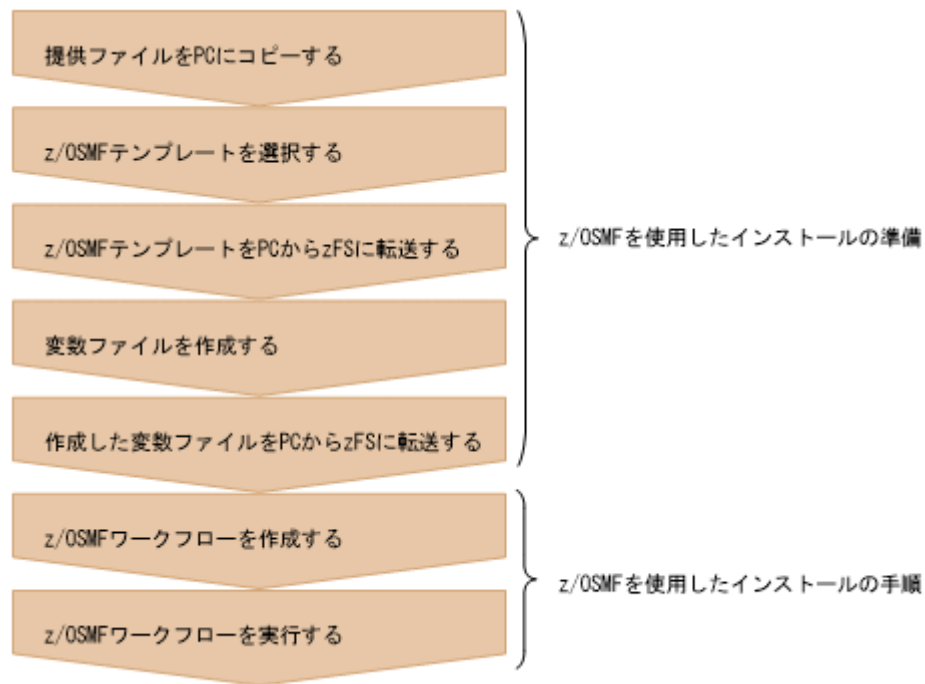 提供ファイルをPCにコピーする
z/OSMFテンプレートを選択する
z/OSMFテンプレートをPCからzFSに転送する
z/OSMFを使用したインストールの準備
変数ファイルを作成する
作成した変数ファイルをPCからzFSに転送する
z/OSMFワークフローを作成する
z/OSMFを使用したインストールの手順
z/OSMFワークフローを実行する